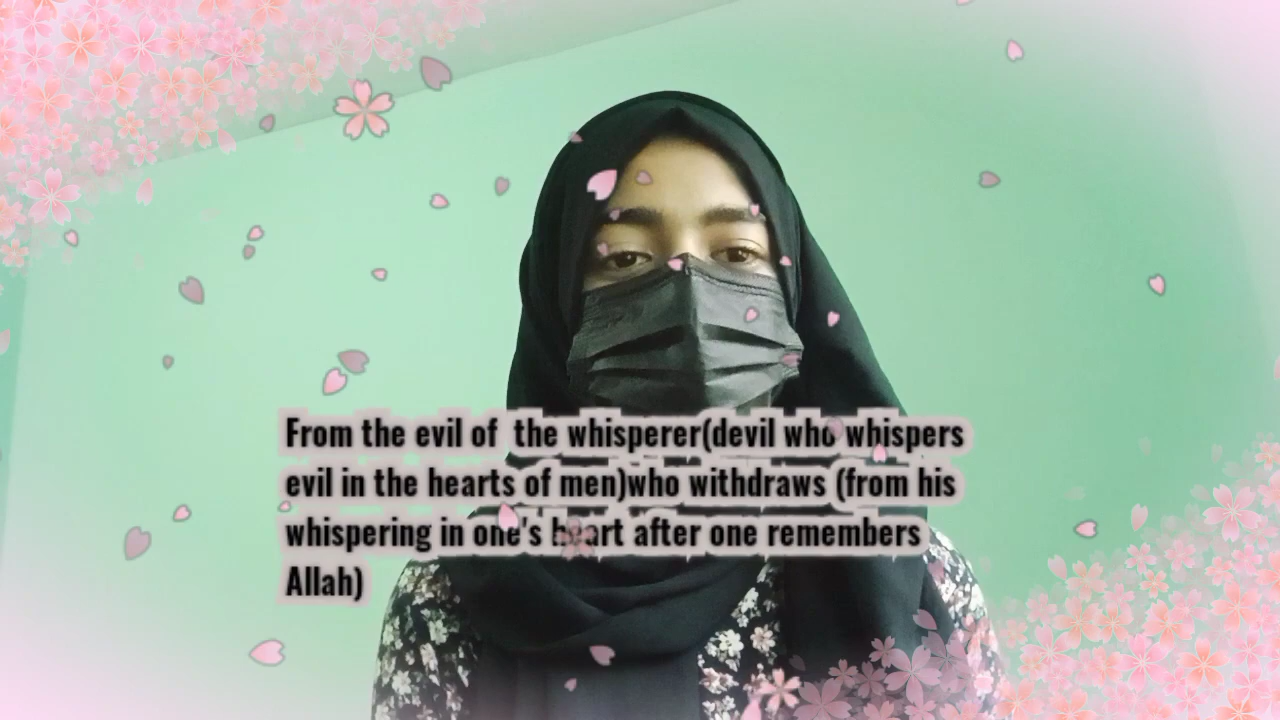 From the evil of  the whisperer(devil who whispers
evil in the hearts of men)who withdraws (from his
whispering in one's heart after one remembers
Allah)